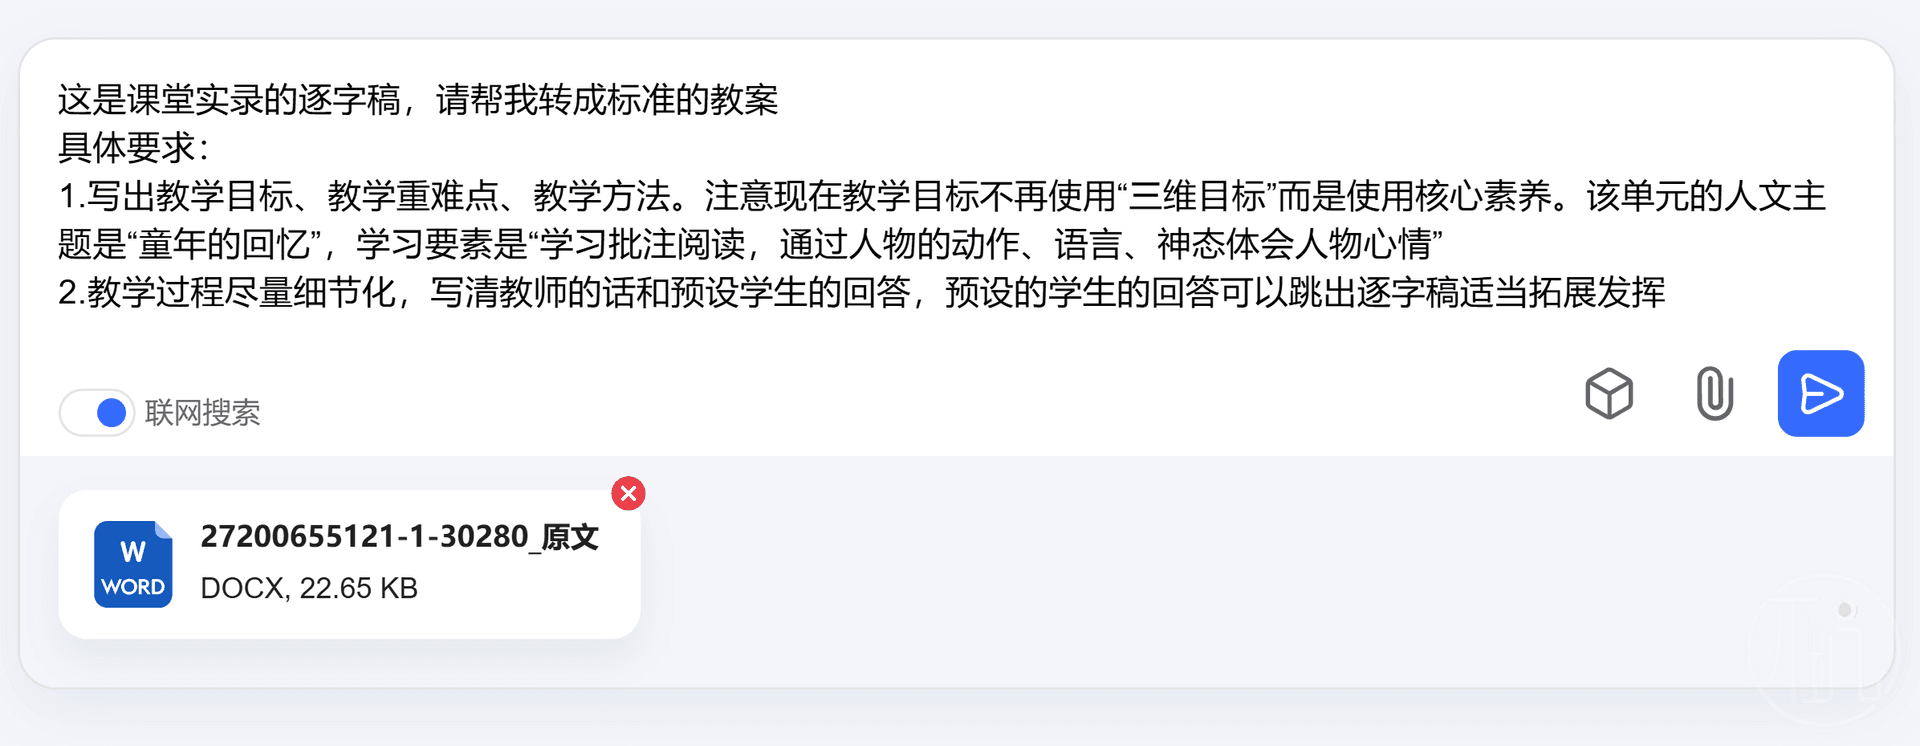 这是课堂实录的逐字稿，请帮我转成标准的教案
具体要求：
1.写出教学目标、教学重难点、教学方法。注意现在教学目标不再使用“三维目标”而是使用核心素养。该单元的人文主
题是“童年的回忆”，学习要素是“学习批注阅读，通过人物的动作、语言、神态体会人物心情”
2.教学过程尽量细节化，写清教师的话和预设学生的回答，预设的学生的回答可以跳出逐字稿适当拓展发挥
联网搜索
27200655121-1-30280_原文
W
WORD
DOCX, 22.65 KB